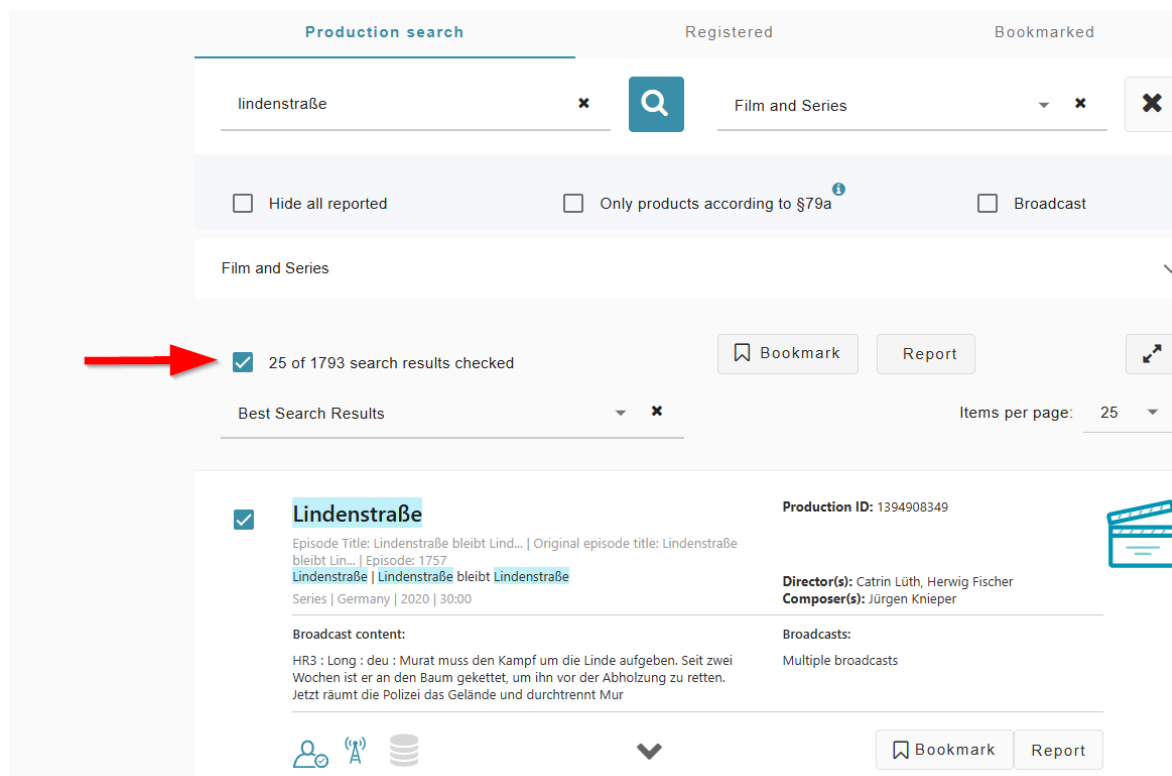 Production search Registered Bookmarked
lindenstraße Film and Series
Hide all reported Only products according to §79a Broadcast
Film and Series
25 of 1793 search results checked Bookmark Report
Best Search Results Items per page: 25
Lindenstraße Production ID: 1394908349
Episode Title: Lindenstraße bleibt Lind... | Original episode title: Lindenstraße
bleibt Lin... | Episode: 1757
Lindenstraße | Lindenstraße bleibt Lindenstraße Director(s): Catrin Lüth, Herwig Fischer
Series | Germany | 2020 | 30:00 Composer(s): Jürgen Knieper
Broadcast content: Broadcasts:
HR3 : Long : deu : Murat muss den Kampf um die Linde aufgeben. Seit zwei Multiple broadcasts
Wochen ist er an den Baum gekettet, um ihn vor der Abholzung zu retten.
Jetzt räumt die Polizei das Gelände und durchtrennt Mur
Bookmark Report